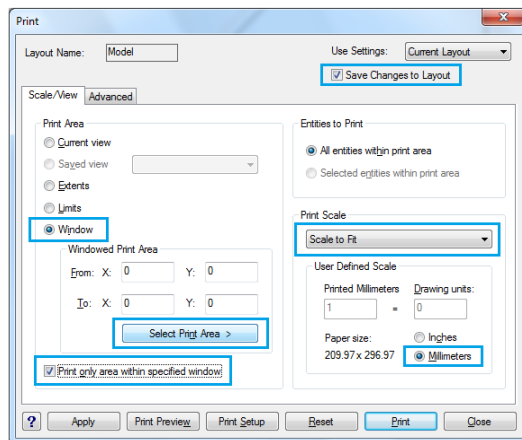 Print
Layout Name: Model Use Settings: Current Layout
Save Changes to Layout
Scale/View Advanced
Print Area
Current view
Saved view
Extents
Limits
Window
Windowed Print Area
From: X: 0 Y: 0
To: X: 0 Y: 0
Select Print Area >
Print only area within specified window
Entities to Print
All entities within print area
Selected entities within print area
Print Scale
Scale to Fit
User Defined Scale
Printed Millimeters Drawing units:
1 = 0
Paper size: Inches
209.97 x 296.97 Millimeters
? Apply Print Preview Print Setup Reset Print Close